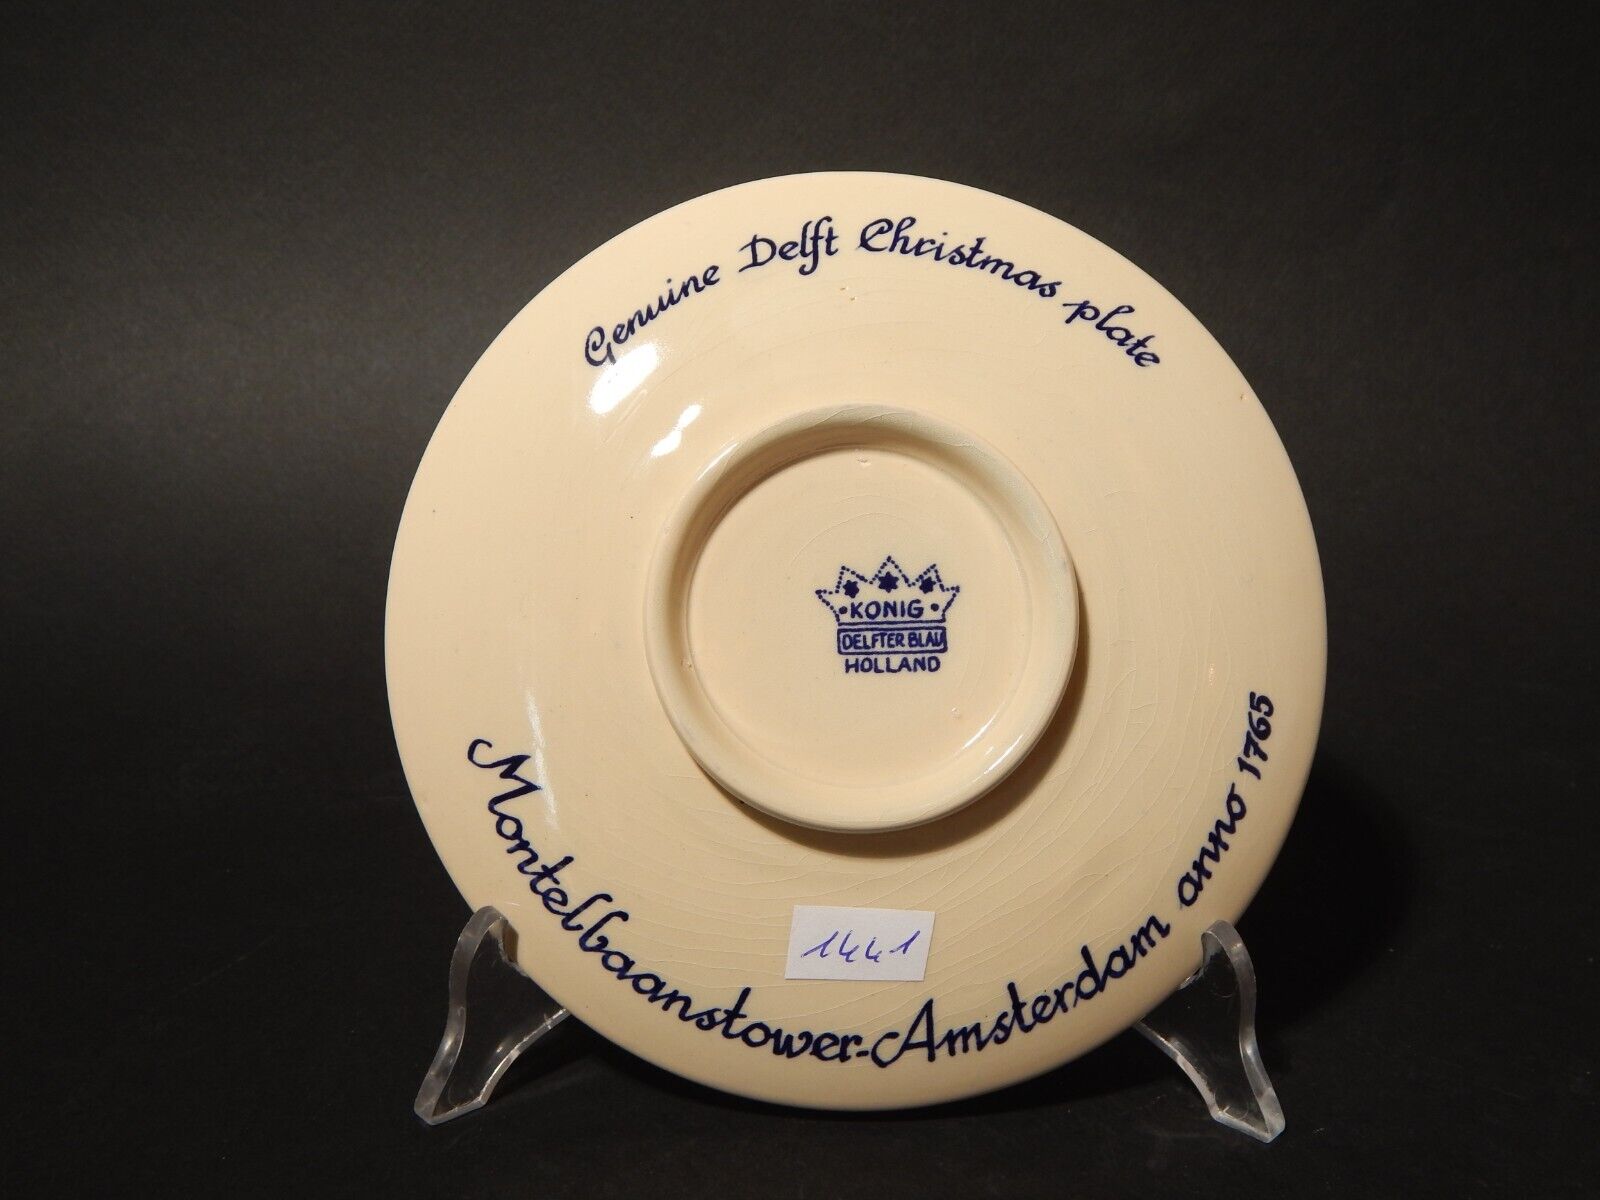 Genuine Delft Christmas plate
KONIG
DELFTER BLAU
HOLLAND
Montelbaanstower-Amsterdam anno 1765
1441